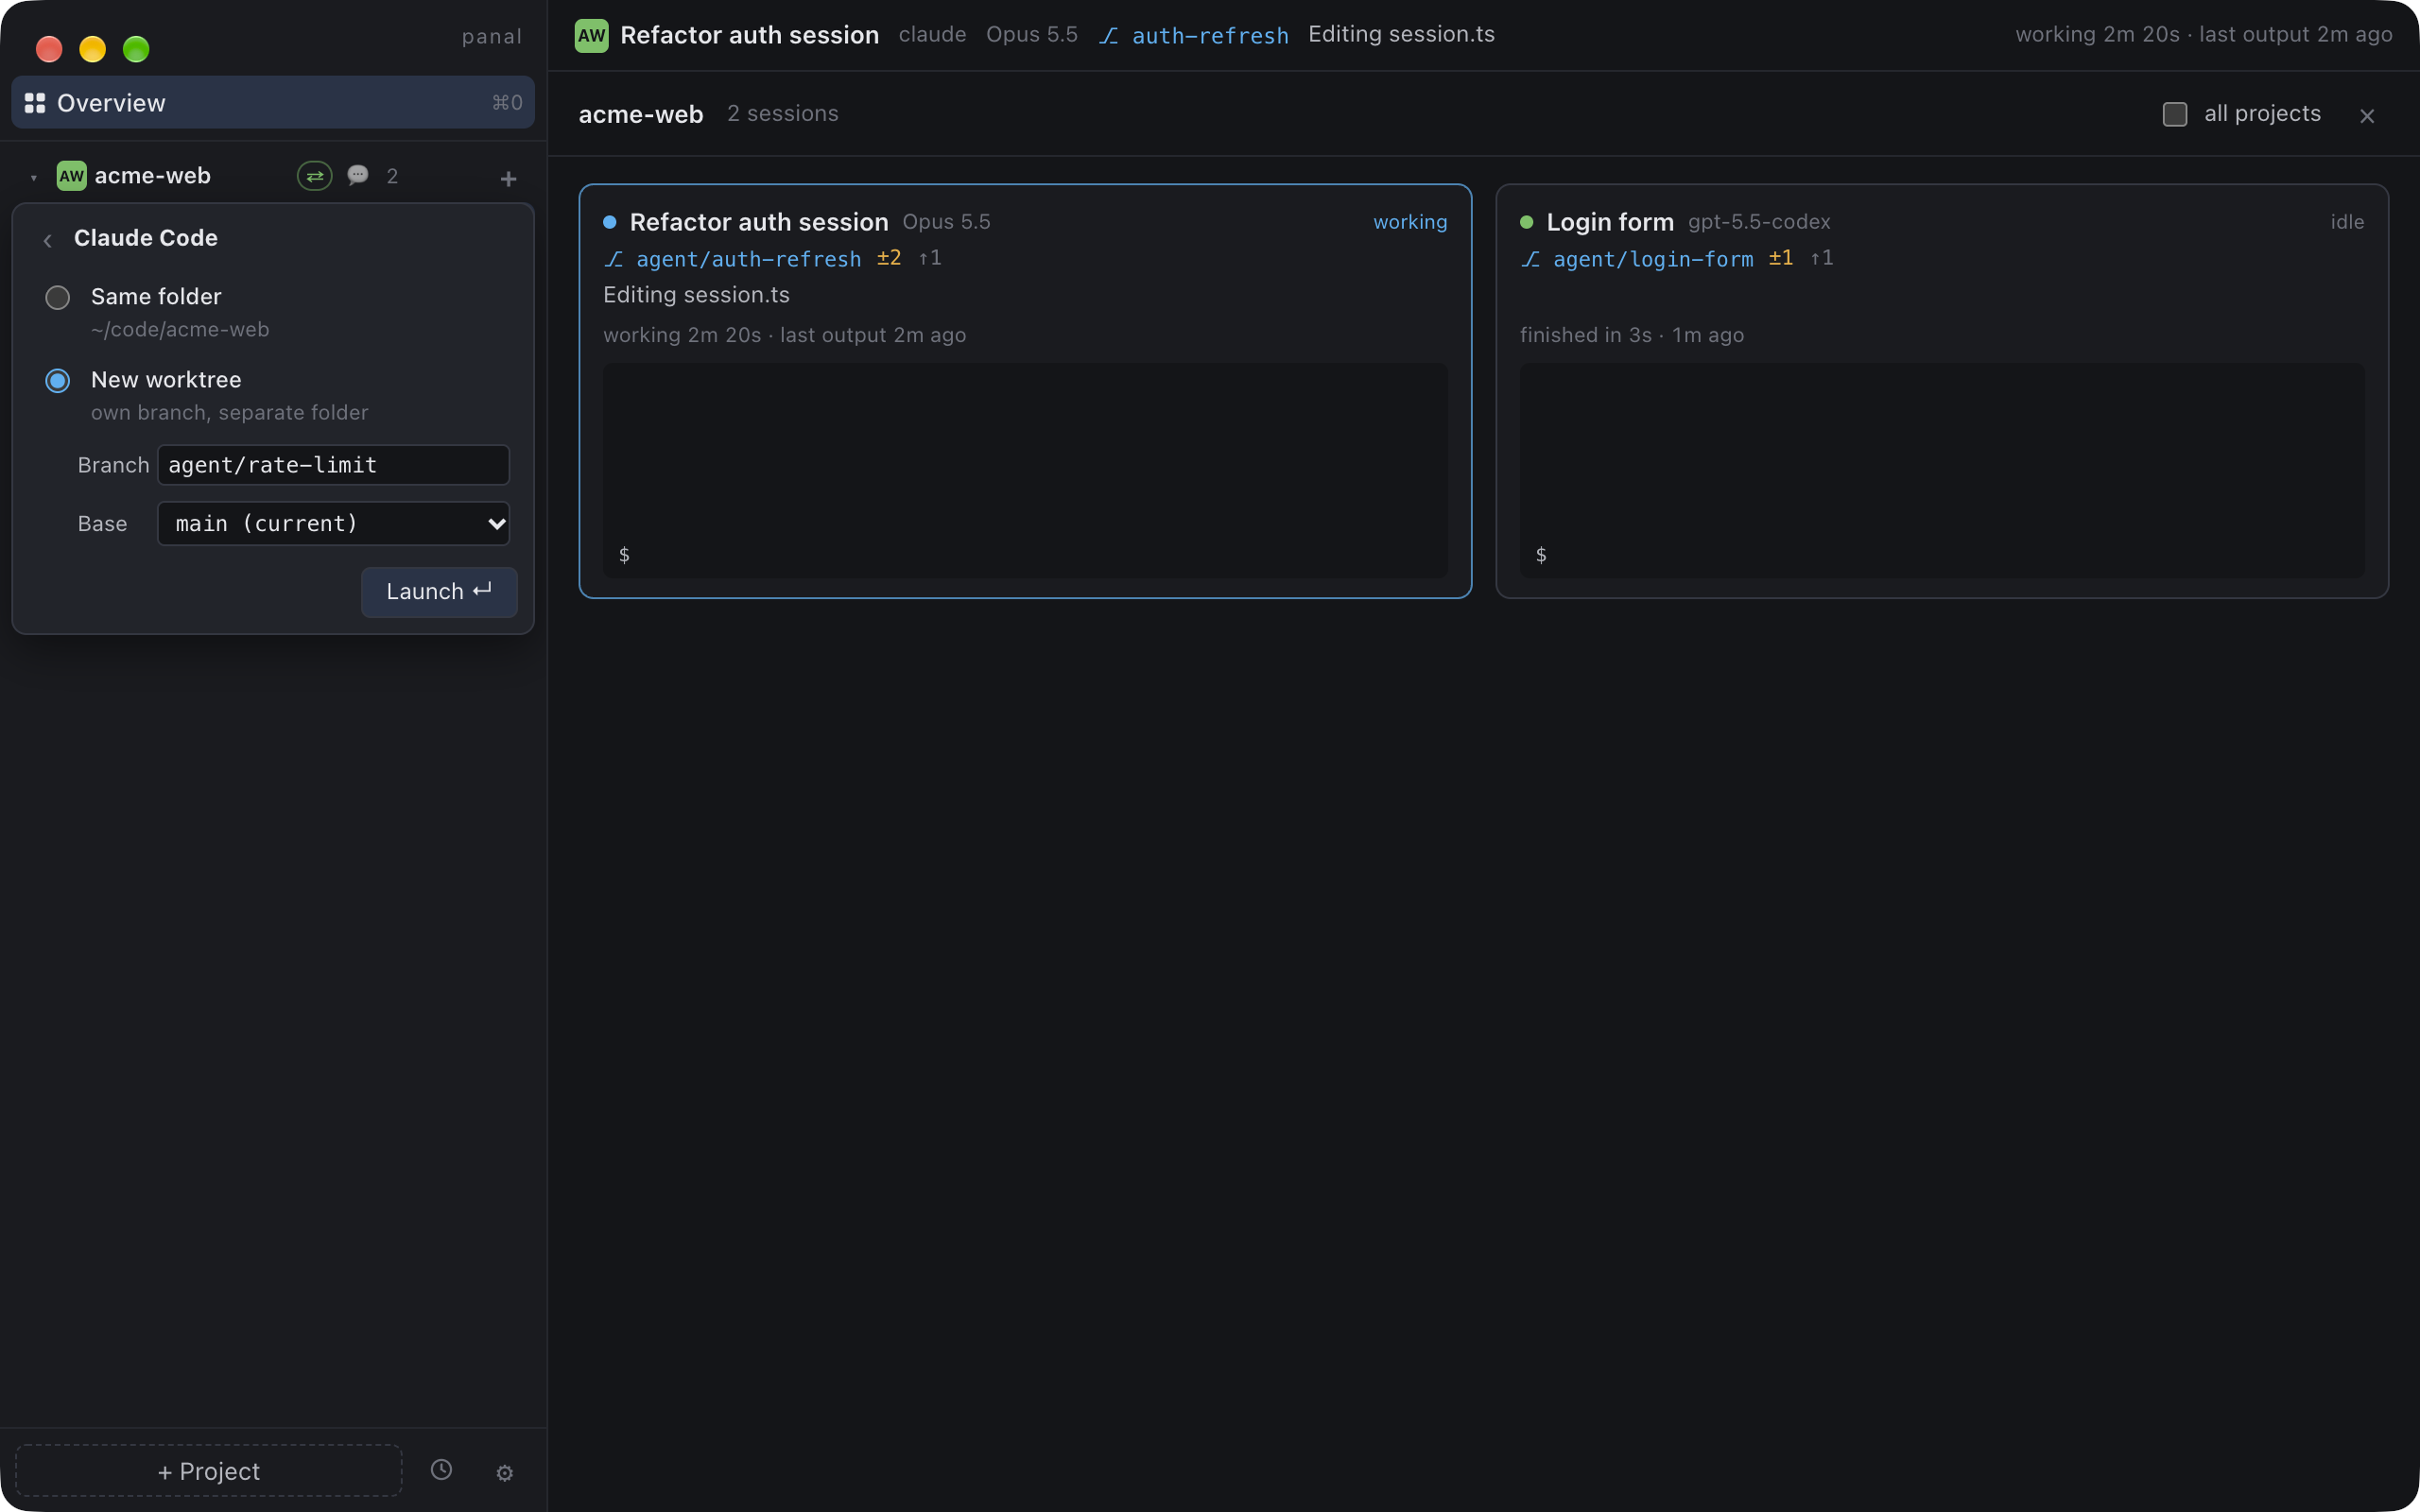 panal
Overview ⌘0
AW acme-web ⇄ 💬 2 +
‹ Claude Code
Same folder
~/code/acme-web
New worktree
own branch, separate folder
Branch agent/rate-limit
Base main (current)
Launch ↵
+ Project
AW Refactor auth session claude Opus 5.5 auth-refresh Editing session.ts working 2m 20s · last output 2m ago
acme-web 2 sessions all projects ×
Refactor auth session Opus 5.5 working
agent/auth-refresh ±2 ↑1
Editing session.ts
working 2m 20s · last output 2m ago
$
Login form gpt-5.5-codex idle
agent/login-form ±1 ↑1
finished in 3s · 1m ago
$